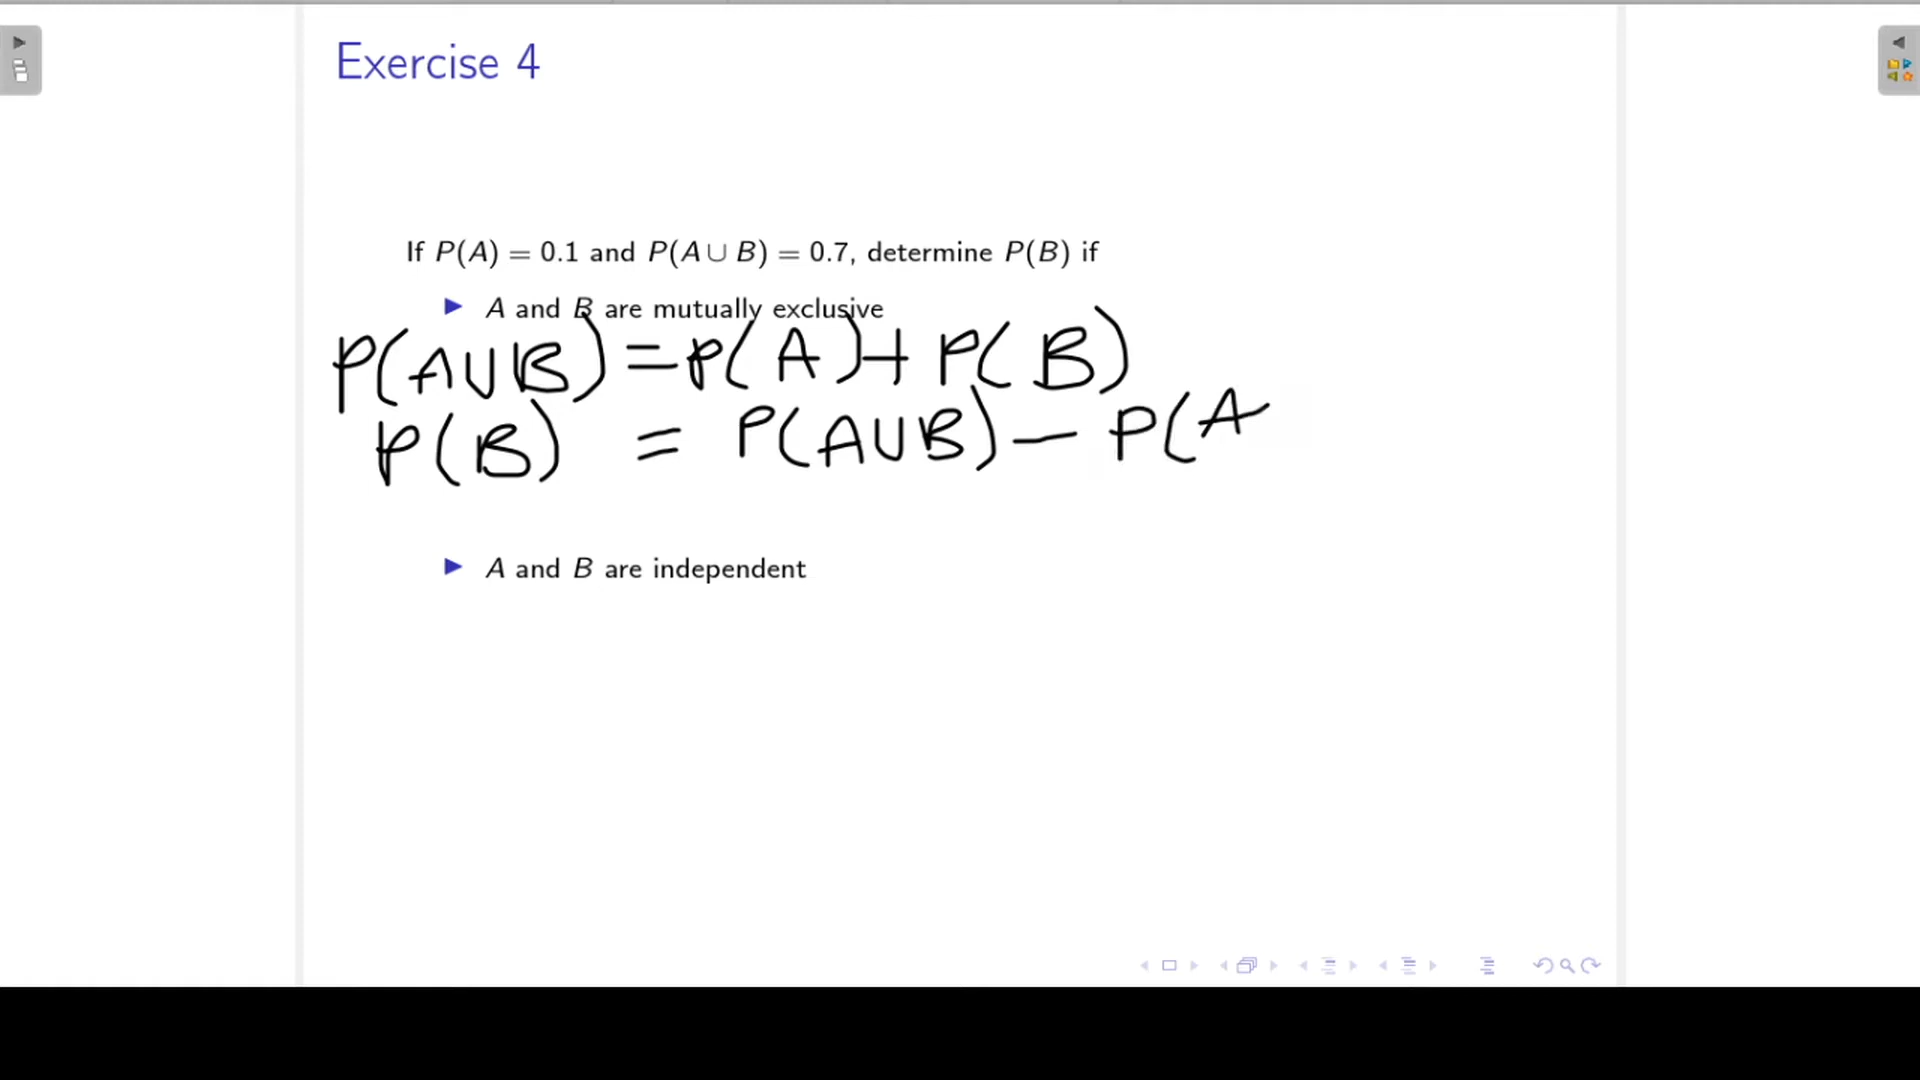 Exercise 4
If P(A) = 0.1 and P(A ∪ B) = 0.7, determine P(B) if
▶ A and B are mutually exclusive
P(A∪B) = P(A) + P(B)
P(B) = P(A∪B) – P(A
▶ A and B are independent